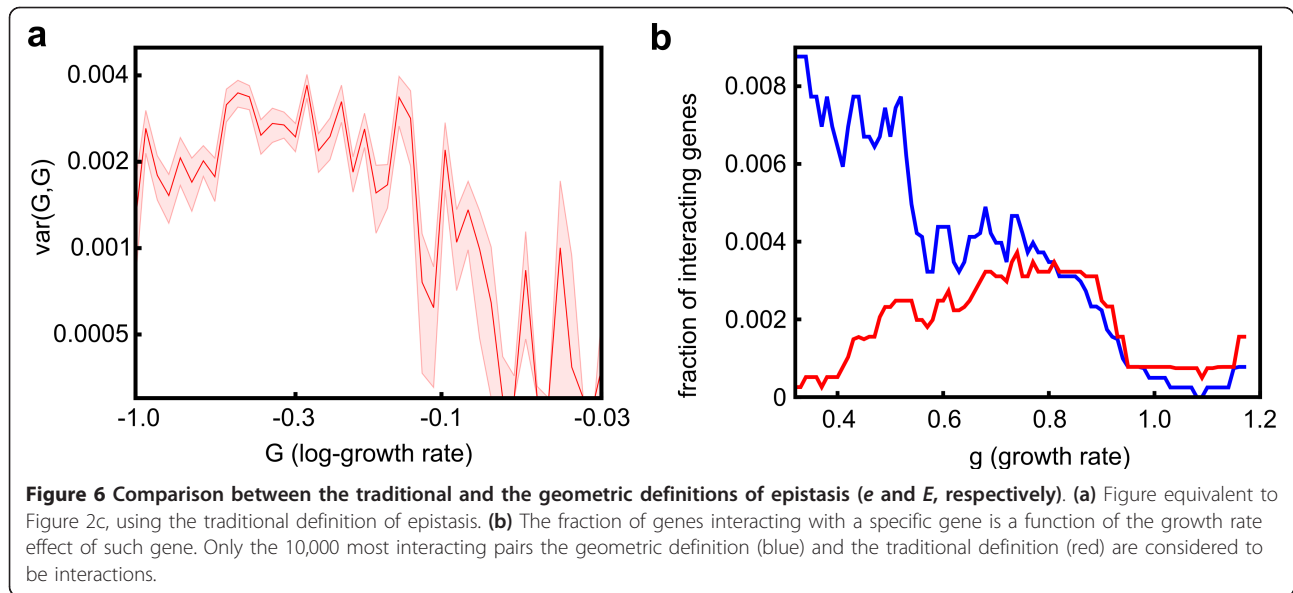 a
0.004
0.002
0.001
0.0005
var(G,G)
-1.0
-0.3
-0.1
-0.03
G (log-growth rate)
b
0.008
0.006
0.004
0.002
0
fraction of interacting genes
0.4
0.6
0.8
1.0
1.2
g (growth rate)
Figure 6 Comparison between the traditional and the geometric definitions of epistasis (e and E, respectively). (a) Figure equivalent to
Figure 2c, using the traditional definition of epistasis. (b) The fraction of genes interacting with a specific gene is a function of the growth rate
effect of such gene. Only the 10,000 most interacting pairs the geometric definition (blue) and the traditional definition (red) are considered to
be interactions.